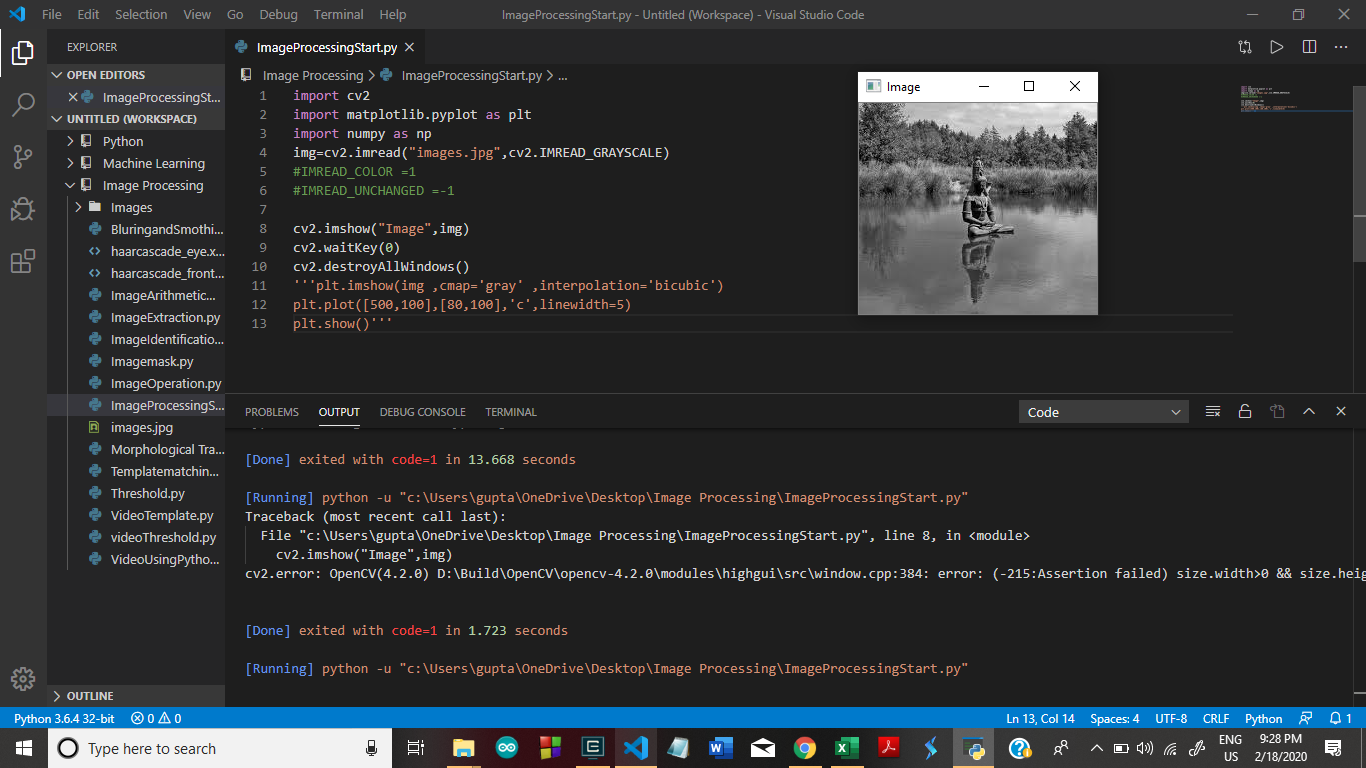 File Edit Selection View Go Debug Terminal Help ImageProcessingStart.py - Untitled (Workspace) - Visual Studio Code
EXPLORER
OPEN EDITORS
ImageProcessingSt...
UNTITLED (WORKSPACE)
Python
Machine Learning
Image Processing
Images
BluringandSmothi...
haarcascade_eye.x...
haarcascade_front...
ImageArithmetic...
ImageExtraction.py
ImageIdentificatio...
Imagemask.py
ImageOperation.py
ImageProcessingS...
images.jpg
Morphological Tra...
Templatematchin...
Threshold.py
VideoTemplate.py
videoThreshold.py
VideoUsingPytho...
OUTLINE
ImageProcessingStart.py
Image Processing > ImageProcessingStart.py > ...
1 import cv2
2 import matplotlib.pyplot as plt
3 import numpy as np
4 img=cv2.imread("images.jpg",cv2.IMREAD_GRAYSCALE)
5 #IMREAD_COLOR =1
6 #IMREAD_UNCHANGED =-1
7
8 cv2.imshow("Image",img)
9 cv2.waitKey(0)
10 cv2.destroyAllWindows()
11 '''plt.imshow(img ,cmap='gray' ,interpolation='bicubic')
12 plt.plot([500,100],[80,100],'c',linewidth=5)
13 plt.show()'''
Image
PROBLEMS OUTPUT DEBUG CONSOLE TERMINAL Code
[Done] exited with code=1 in 13.668 seconds
[Running] python -u "c:\Users\gupta\OneDrive\Desktop\Image Processing\ImageProcessingStart.py"
Traceback (most recent call last):
File "c:\Users\gupta\OneDrive\Desktop\Image Processing\ImageProcessingStart.py", line 8, in <module>
cv2.imshow("Image",img)
cv2.error: OpenCV(4.2.0) D:\Build\OpenCV\opencv-4.2.0\modules\highgui\src\window.cpp:384: error: (-215:Assertion failed) size.width>0 && size.heig
[Done] exited with code=1 in 1.723 seconds
[Running] python -u "c:\Users\gupta\OneDrive\Desktop\Image Processing\ImageProcessingStart.py"
Python 3.6.4 32-bit 0 0 Ln 13, Col 14 Spaces: 4 UTF-8 CRLF Python 1
Type here to search
ENG
US
9:28 PM
2/18/2020